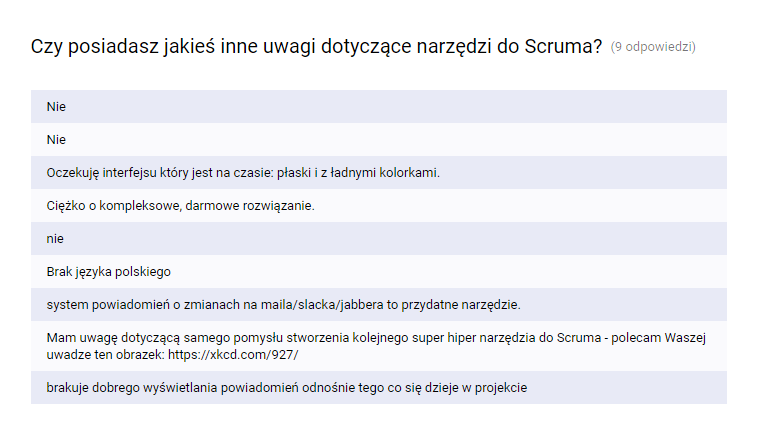 Czy posiadasz jakieś inne uwagi dotyczące narzędzi do Scruma? (9 odpowiedzi)
Nie
Nie
Oczekuję interfejsu który jest na czasie: płaski i z ładnymi kolorkami.
Ciężko o kompleksowe, darmowe rozwiązanie.
nie
Brak języka polskiego
system powiadomień o zmianach na maila/slacka/jabbera to przydatne narzędzie.
Mam uwagę dotyczącą samego pomysłu stworzenia kolejnego super hiper narzędzia do Scruma - polecam Waszej
uwadze ten obrazek: https://xkcd.com/927/
brakuje dobrego wyświetlania powiadomień odnośnie tego co się dzieje w projekcie